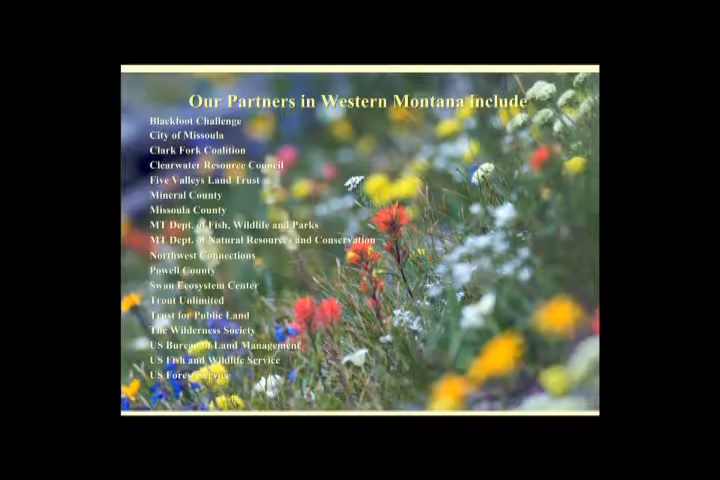 Our Partners in Western Montana include
Blackfoot Challenge
City of Missoula
Clark Fork Coalition
Clearwater Resource Council
Five Valleys Land Trust
Mineral County
Missoula County
MT Dept. of Fish, Wildlife and Parks
MT Dept. of Natural Resources and Conservation
Northwest Connections
Powell County
Swan Ecosystem Center
Trout Unlimited
Trust for Public Land
The Wilderness Society
US Bureau of Land Management
US Fish and Wildlife Service
US Forest Service